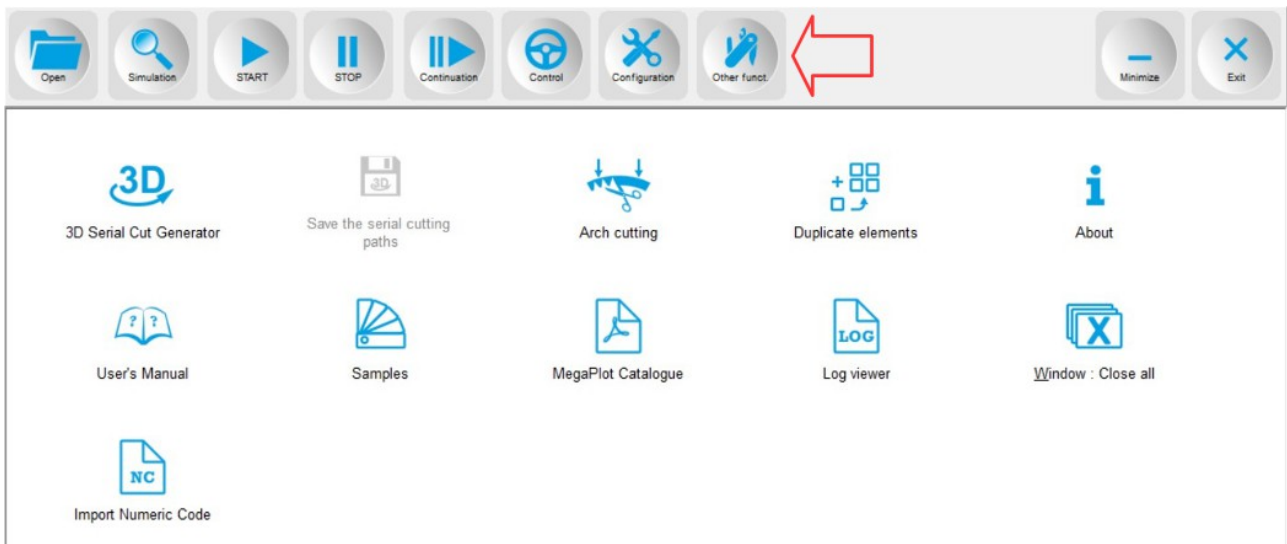 Open
Simulation
START
STOP
Continuation
Control
Configuration
Other funct.
Minimize
Exit
3D
3D Serial Cut Generator
3D
Save the serial cutting
paths
Arch cutting
Duplicate elements
i
About
? ?
User's Manual
Samples
MegaPlot Catalogue
LOG
Log viewer
X
Window : Close all
NC
Import Numeric Code